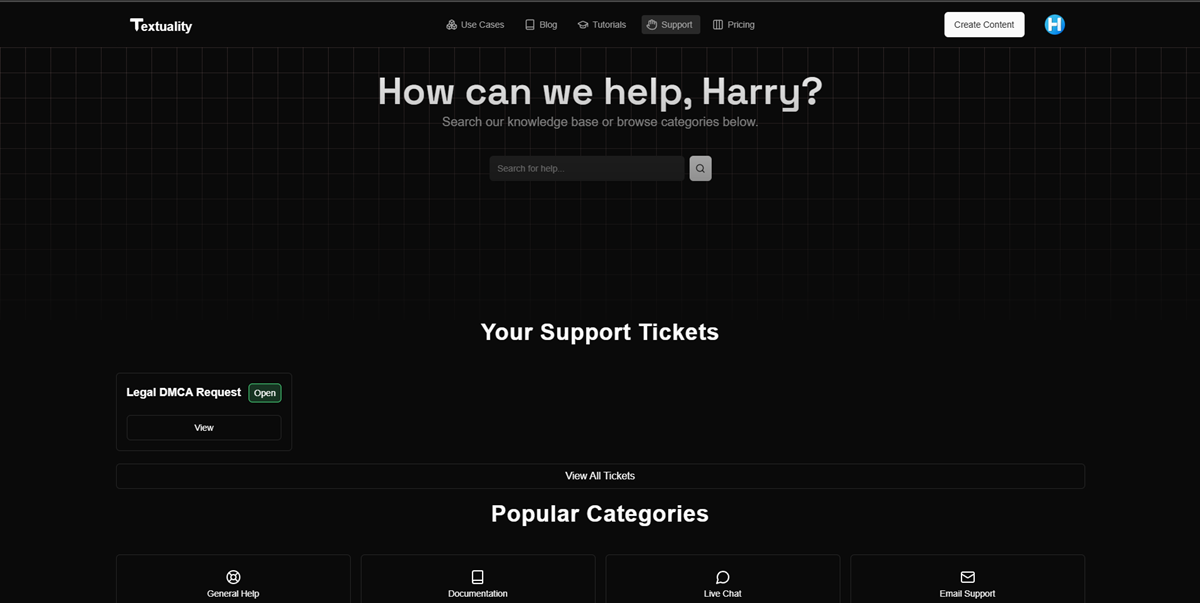 Textuality
Use Cases
Blog
Tutorials
Support
Pricing
Create Content
H
How can we help, Harry?
Search our knowledge base or browse categories below.
Search for help...
Your Support Tickets
Legal DMCA Request
Open
View
View All Tickets
Popular Categories
General Help
Documentation
Live Chat
Email Support